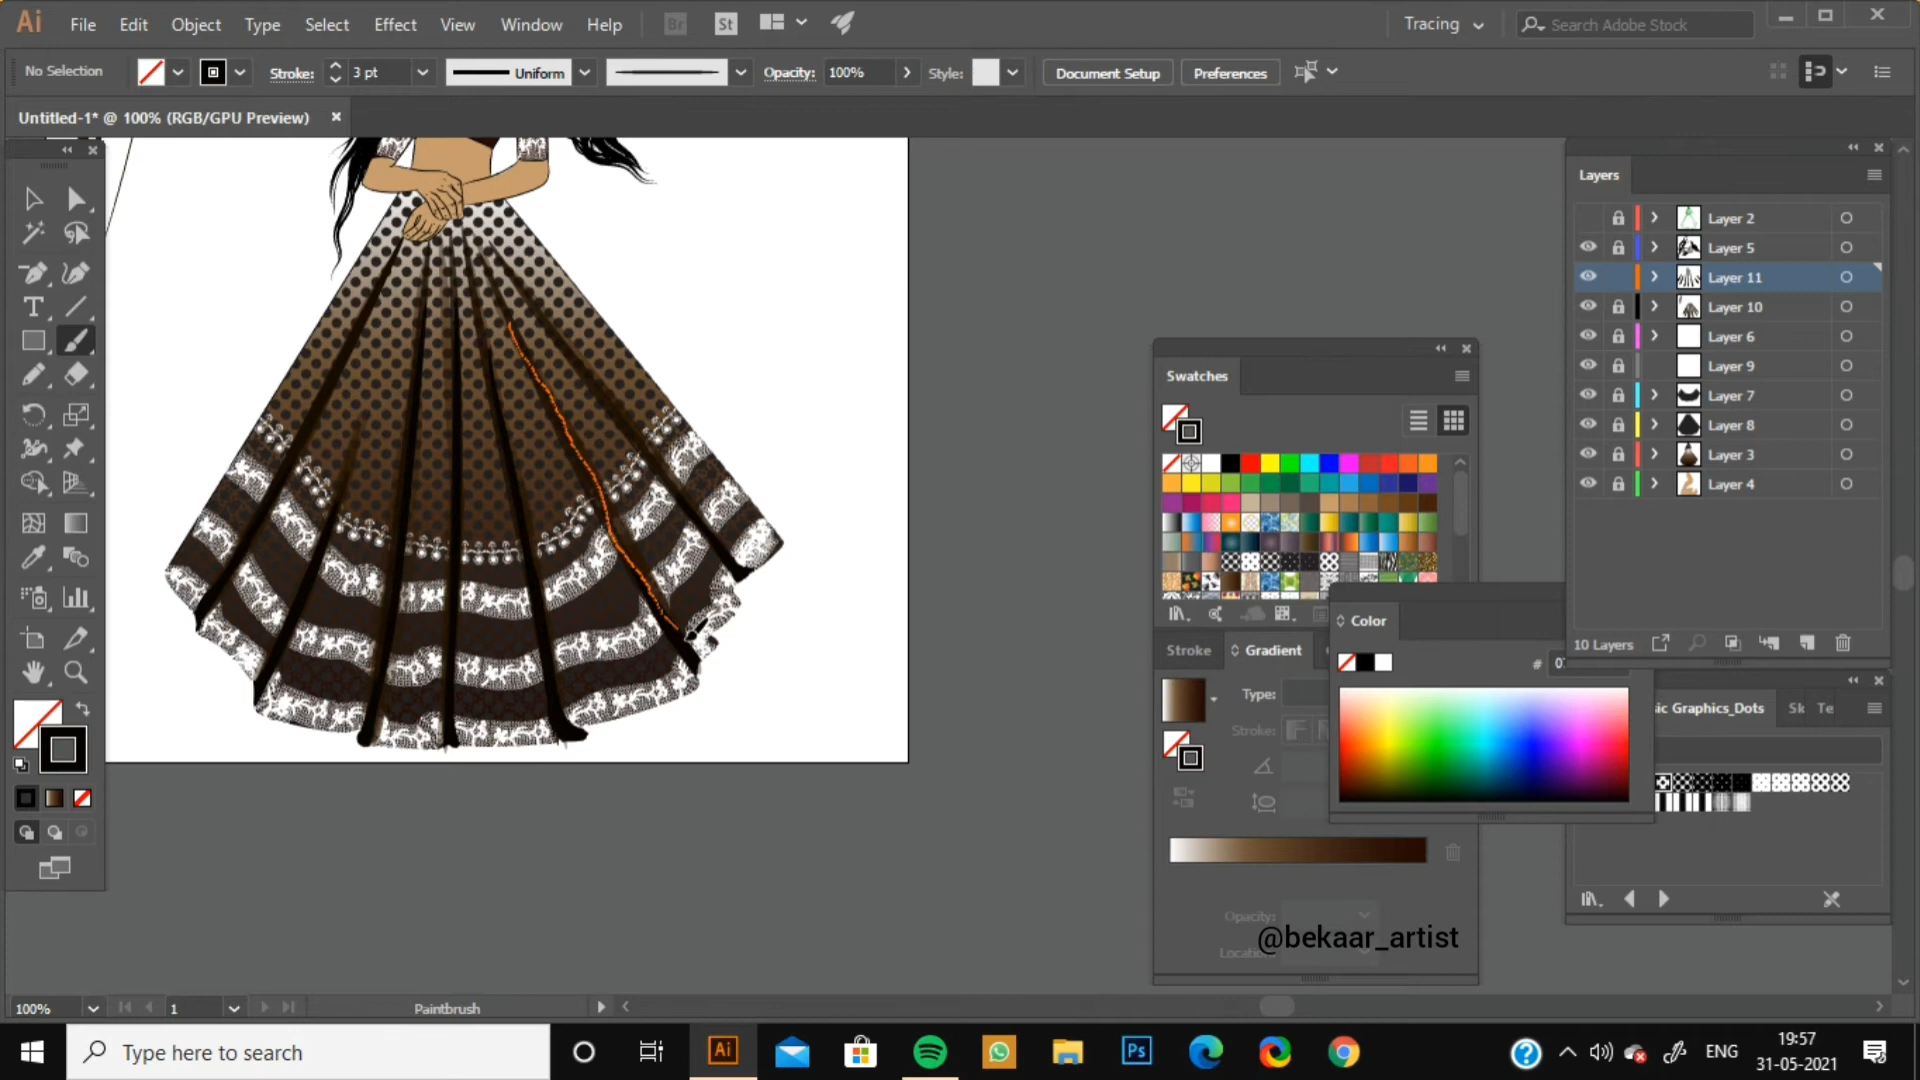 Ai File Edit Object Type Select Effect View Window Help Br St Tracing Search Adobe Stock
No Selection Stroke: 3 pt Uniform Opacity: 100% Style: Document Setup Preferences
Untitled-1* @ 100% (RGB/GPU Preview)
Layers
Layer 2
Layer 5
Layer 11
Layer 10
Layer 6
Layer 9
Layer 7
Layer 8
Layer 3
Layer 4
10 Layers
Swatches
Color
#
Stroke Gradient
Type:
Stroke:
Opacity:
@bekaar_artist
ic Graphics_Dots Sk Te
100% 1 Paintbrush
Type here to search
Ai Ps ENG 19:57
31-05-2021